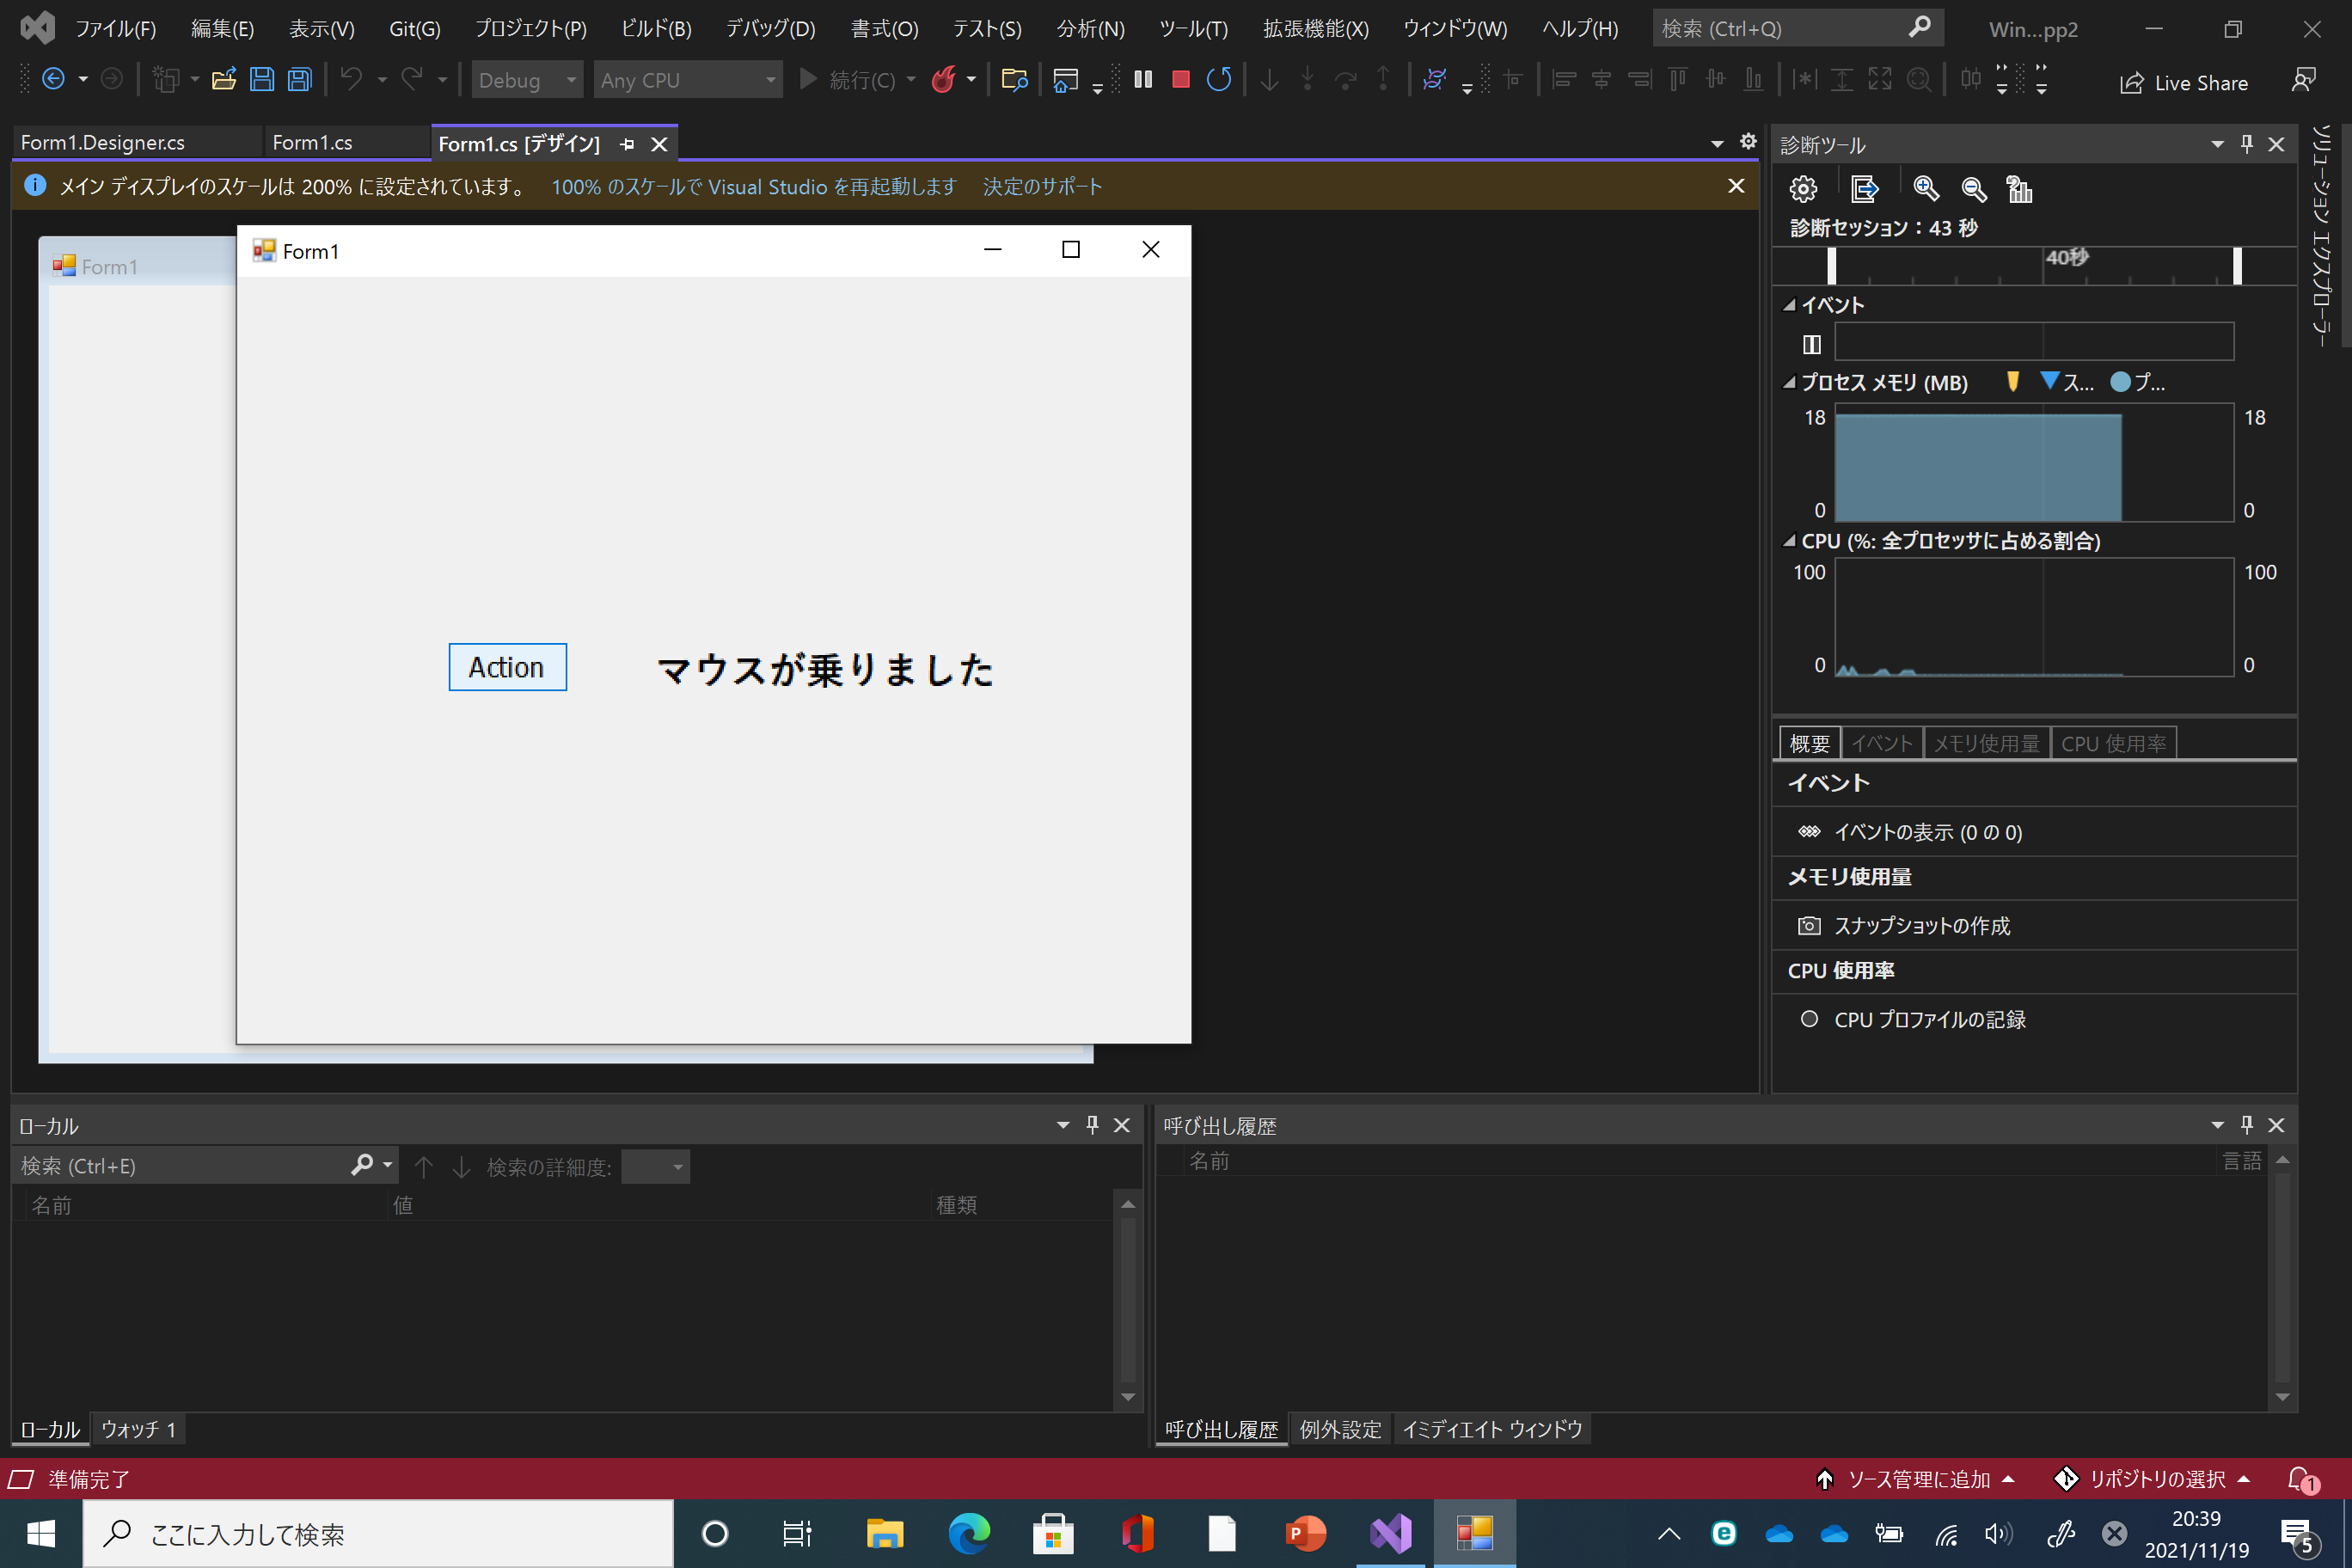 ファイル(F) 編集(E) 表示(V) Git(G) プロジェクト(P) ビルド(B) デバッグ(D) 書式(O) テスト(S) 分析(N) ツール(T) 拡張機能(X) ウィンドウ(W) ヘルプ(H) 検索 (Ctrl+Q) Win...pp2
Debug Any CPU 続行(C) Live Share
Form1.Designer.cs Form1.cs Form1.cs [デザイン]
メイン ディスプレイのスケールは 200% に設定されています。 100% のスケールで Visual Studio を再起動します 決定のサポート
Form1
Form1
Action マウスが乗りました
診断ツール
診断セッション：43 秒
40秒
イベント
プロセス メモリ (MB) ス... プ...
18 18
0 0
CPU (%: 全プロセッサに占める割合)
100 100
0 0
概要 イベント メモリ使用量 CPU 使用率
イベント
イベントの表示 (0 の 0)
メモリ使用量
スナップショットの作成
CPU 使用率
CPU プロファイルの記録
ソリューション エクスプローラー
ローカル
検索 (Ctrl+E) 検索の詳細度:
名前 値 種類
ローカル ウォッチ 1
呼び出し履歴
名前 言語
呼び出し履歴 例外設定 イミディエイト ウィンドウ
準備完了 ソース管理に追加 リポジトリの選択 1
ここに入力して検索
20:39
2021/11/19
5